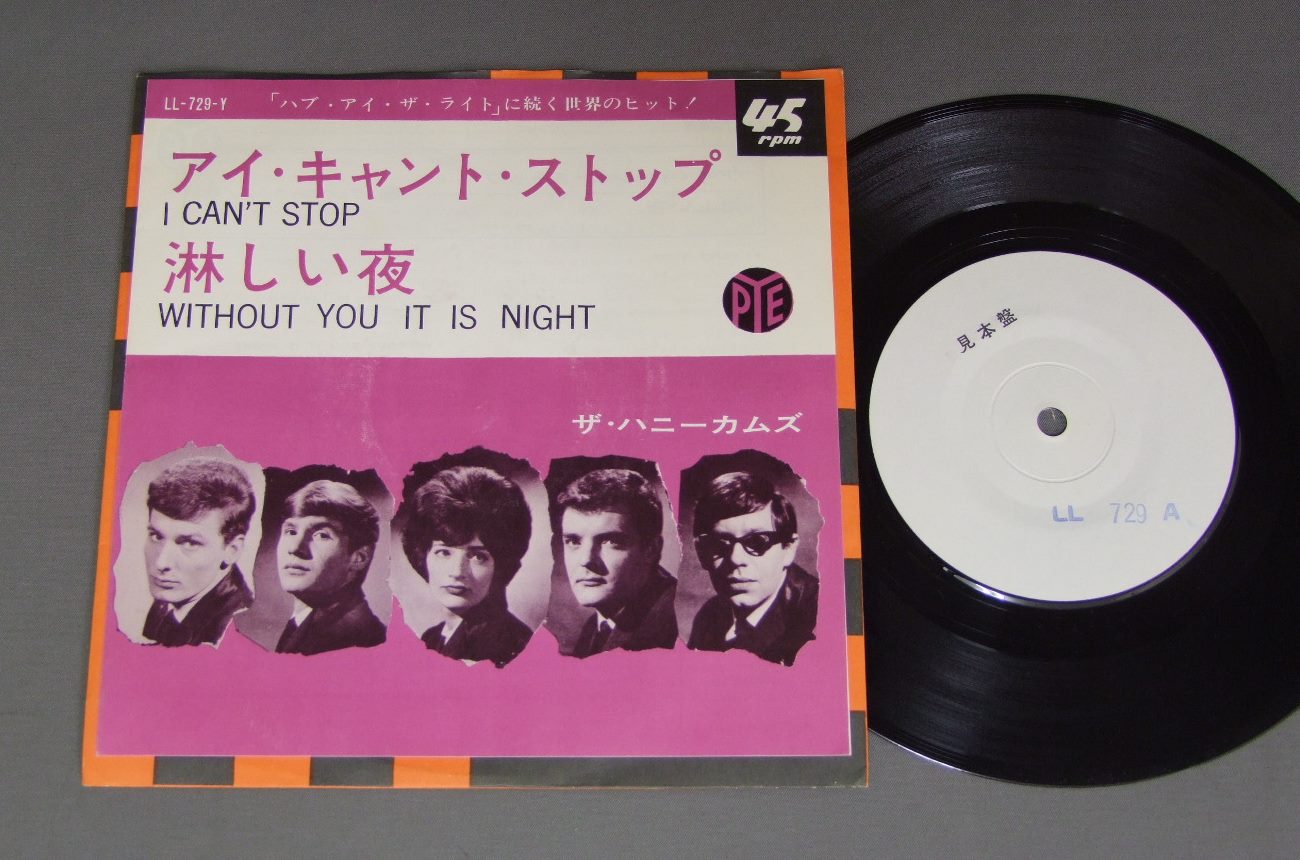 LL-729-Y 「ハブ・アイ・ザ・ライト」に続く世界のヒット！
45 rpm
アイ・キャント・ストップ
I CAN'T STOP
淋しい夜
WITHOUT YOU IT IS NIGHT
PYE
ザ・ハニーカムズ
見本盤
LL 729 A